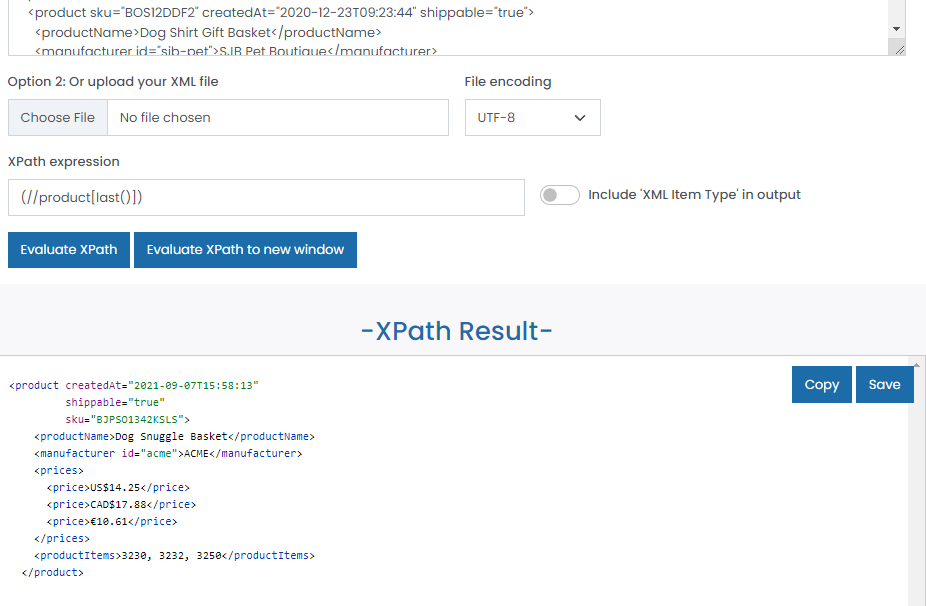 <product sku="BOS12DDF2" createdAt="2020-12-23T09:23:44" shippable="true">
<productName>Dog Shirt Gift Basket</productName>
<manufacturer id="sjb-pet">SJB Pet Boutique</manufacturer>
Option 2: Or upload your XML file
File encoding
Choose File
No file chosen
UTF-8
XPath expression
(//product[last()])
Include 'XML Item Type' in output
Evaluate XPath
Evaluate XPath to new window
-XPath Result-
Copy
Save
<product createdAt="2021-09-07T15:58:13"
shippable="true"
sku="BJPSO1342KSLS">
<productName>Dog Snuggle Basket</productName>
<manufacturer id="acme">ACME</manufacturer>
<prices>
<price>US$14.25</price>
<price>CAD$17.88</price>
<price>€10.61</price>
</prices>
<productItems>3230, 3232, 3250</productItems>
</product>